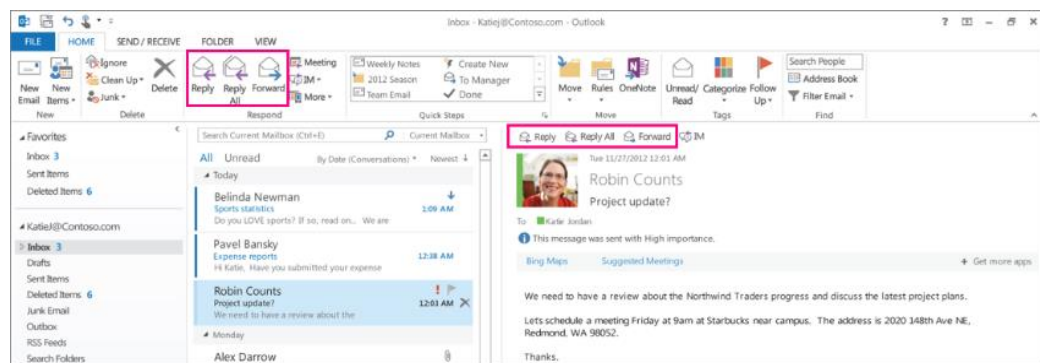 Inbox - KatieJ@Contoso.com - Outlook
FILE HOME SEND / RECEIVE FOLDER VIEW
New Email
New Items
Ignore
Clean Up
Junk
Delete
Reply
Reply All
Forward
Meeting
IM
More
Weekly Notes
2012 Season
Team Email
Create New
To Manager
Done
Move
Rules
OneNote
Unread/ Read
Categorize
Follow Up
Search People
Address Book
Filter Email
New Delete Respond Quick Steps Move Tags Find
Favorites
Inbox 3
Sent Items
Deleted Items 6
KatieJ@Contoso.com
Inbox 3
Drafts
Sent Items
Deleted Items 6
Junk Email
Outbox
RSS Feeds
Search Folders
Search Current Mailbox (Ctrl+E) Current Mailbox
All Unread By Date (Conversations) Newest
Today
Belinda Newman
Sports statistics 1:09 AM
Do you LOVE sports? If so, read on... We are
Pavel Bansky
Expense reports 12:38 AM
Hi Katie, Have you submitted your expense
Robin Counts
Project update? 12:01 AM
We need to have a review about the
Monday
Alex Darrow
Reply Reply All Forward IM
Tue 11/27/2012 12:01 AM
Robin Counts
Project update?
To Katie Jordan
This message was sent with High importance.
Bing Maps Suggested Meetings + Get more apps
We need to have a review about the Northwind Traders progress and discuss the latest project plans.
Lets schedule a meeting Friday at 9am at Starbucks near campus. The address is 2020 148th Ave NE,
Redmond, WA 98052.
Thanks.